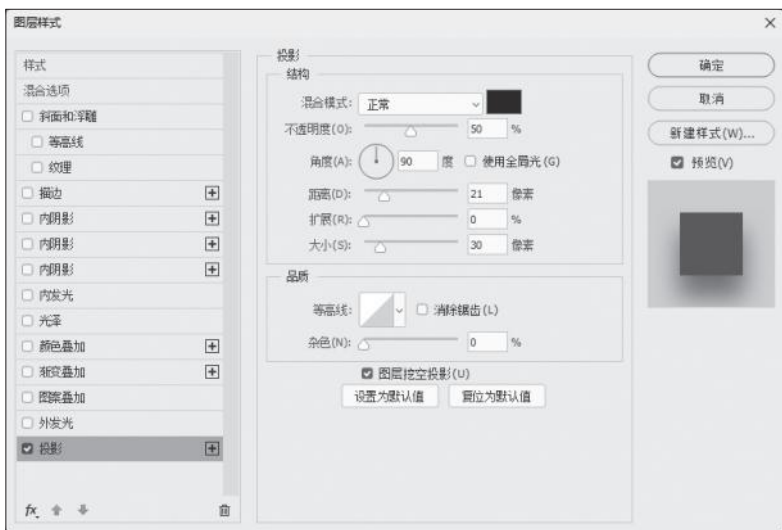 图层样式
样式
混合选项
斜面和浮雕
等高线
纹理
描边
内阴影
内阴影
内阴影
内发光
光泽
颜色叠加
渐变叠加
图案叠加
外发光
投影
fx
投影
结构
混合模式: 正常
不透明度(O): 50 %
角度(A): 90 度 使用全局光(G)
距离(D): 21 像素
扩展(R): 0 %
大小(S): 30 像素
品质
等高线: 消除锯齿(L)
杂色(N): 0 %
图层挖空投影(U)
设置为默认值 复位为默认值
确定
取消
新建样式(W)...
预览(V)